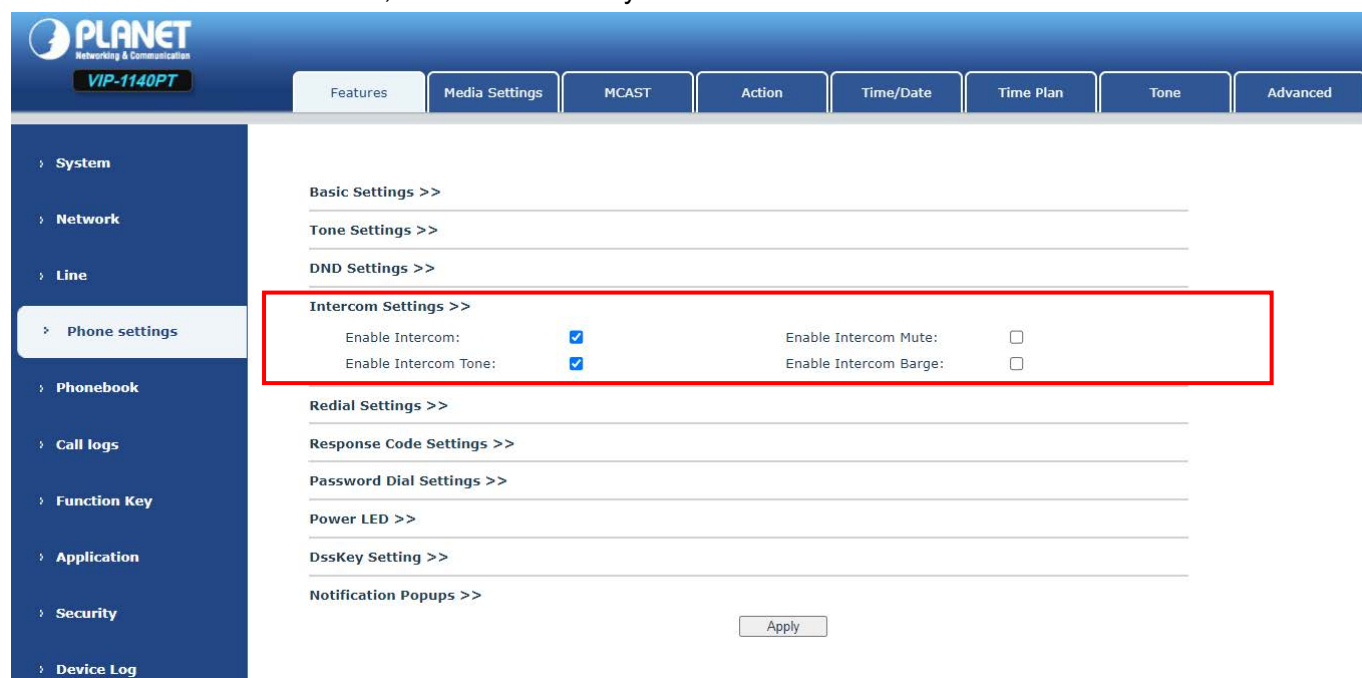 PLANET
Networking & Communication
VIP-1140PT
Features Media Settings MCAST Action Time/Date Time Plan Tone Advanced
› System
› Network
› Line
› Phone settings
› Phonebook
› Call logs
› Function Key
› Application
› Security
› Device Log
Basic Settings >>
Tone Settings >>
DND Settings >>
Intercom Settings >>
Enable Intercom: Enable Intercom Mute:
Enable Intercom Tone: Enable Intercom Barge:
Redial Settings >>
Response Code Settings >>
Password Dial Settings >>
Power LED >>
DssKey Setting >>
Notification Popups >>
Apply